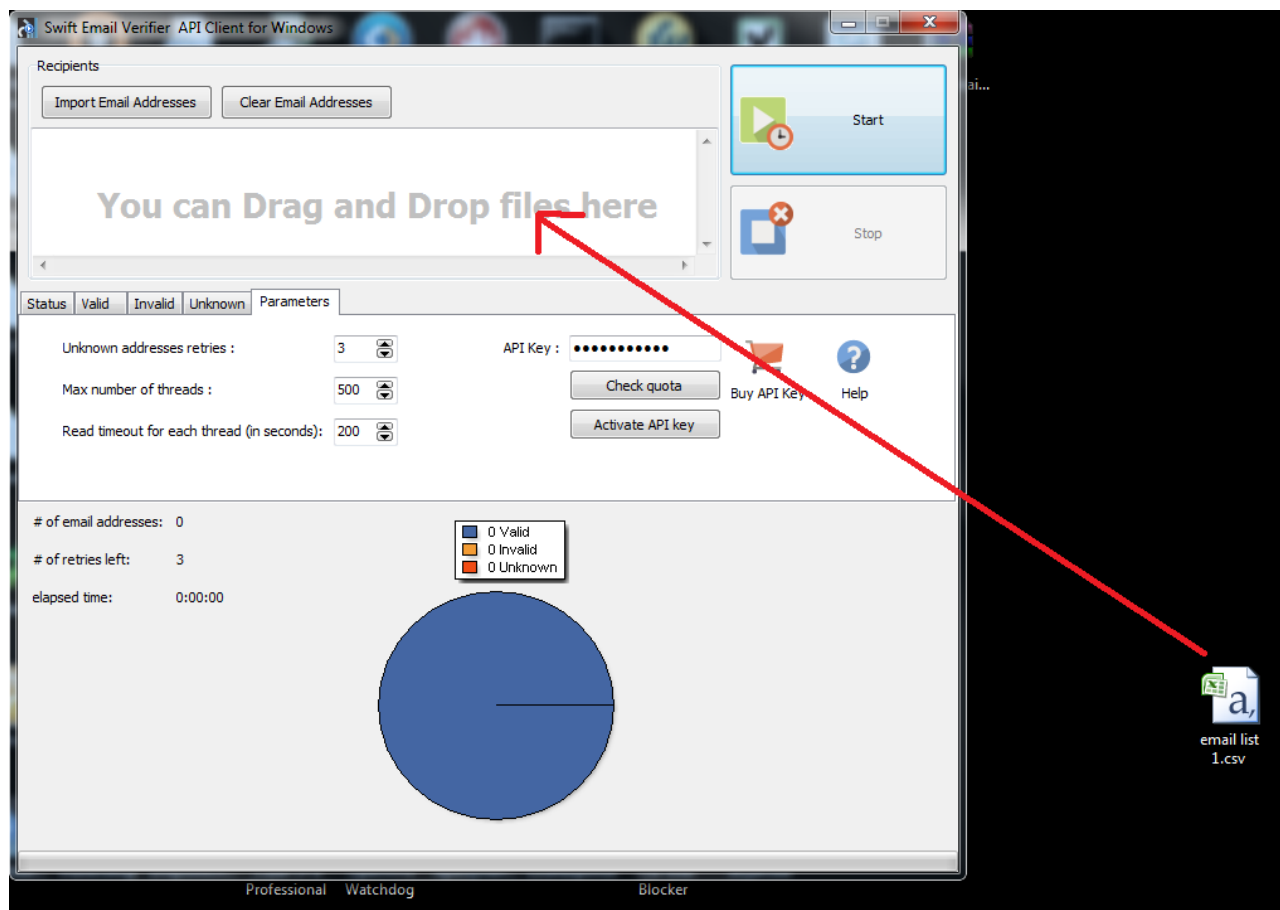 Swift Email Verifier API Client for Windows
Recipients
Import Email Addresses
Clear Email Addresses
You can Drag and Drop files here
Start
Stop
ai...
Status
Valid
Invalid
Unknown
Parameters
Unknown addresses retries :
3
Max number of threads :
500
Read timeout for each thread (in seconds):
200
API Key :
Check quota
Activate API key
Buy API Key
Help
# of email addresses: 0
# of retries left: 3
elapsed time: 0:00:00
0 Valid
0 Invalid
0 Unknown
a,
email list
1.csv
Professional
Watchdog
Blocker